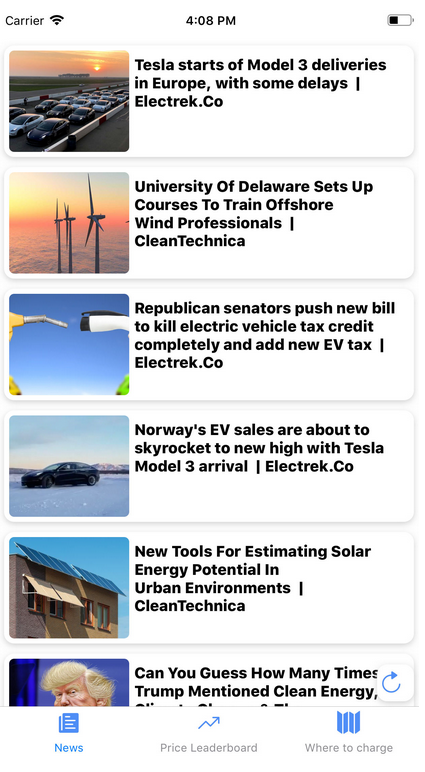 Carrier 4:08 PM
Tesla starts of Model 3 deliveries
in Europe, with some delays |
Electrek.Co
University Of Delaware Sets Up
Courses To Train Offshore
Wind Professionals |
CleanTechnica
Republican senators push new bill
to kill electric vehicle tax credit
completely and add new EV tax |
Electrek.Co
Norway's EV sales are about to
skyrocket to new high with Tesla
Model 3 arrival | Electrek.Co
New Tools For Estimating Solar
Energy Potential In
Urban Environments |
CleanTechnica
Can You Guess How Many Times
Trump Mentioned Clean Energy,
News Price Leaderboard Where to charge